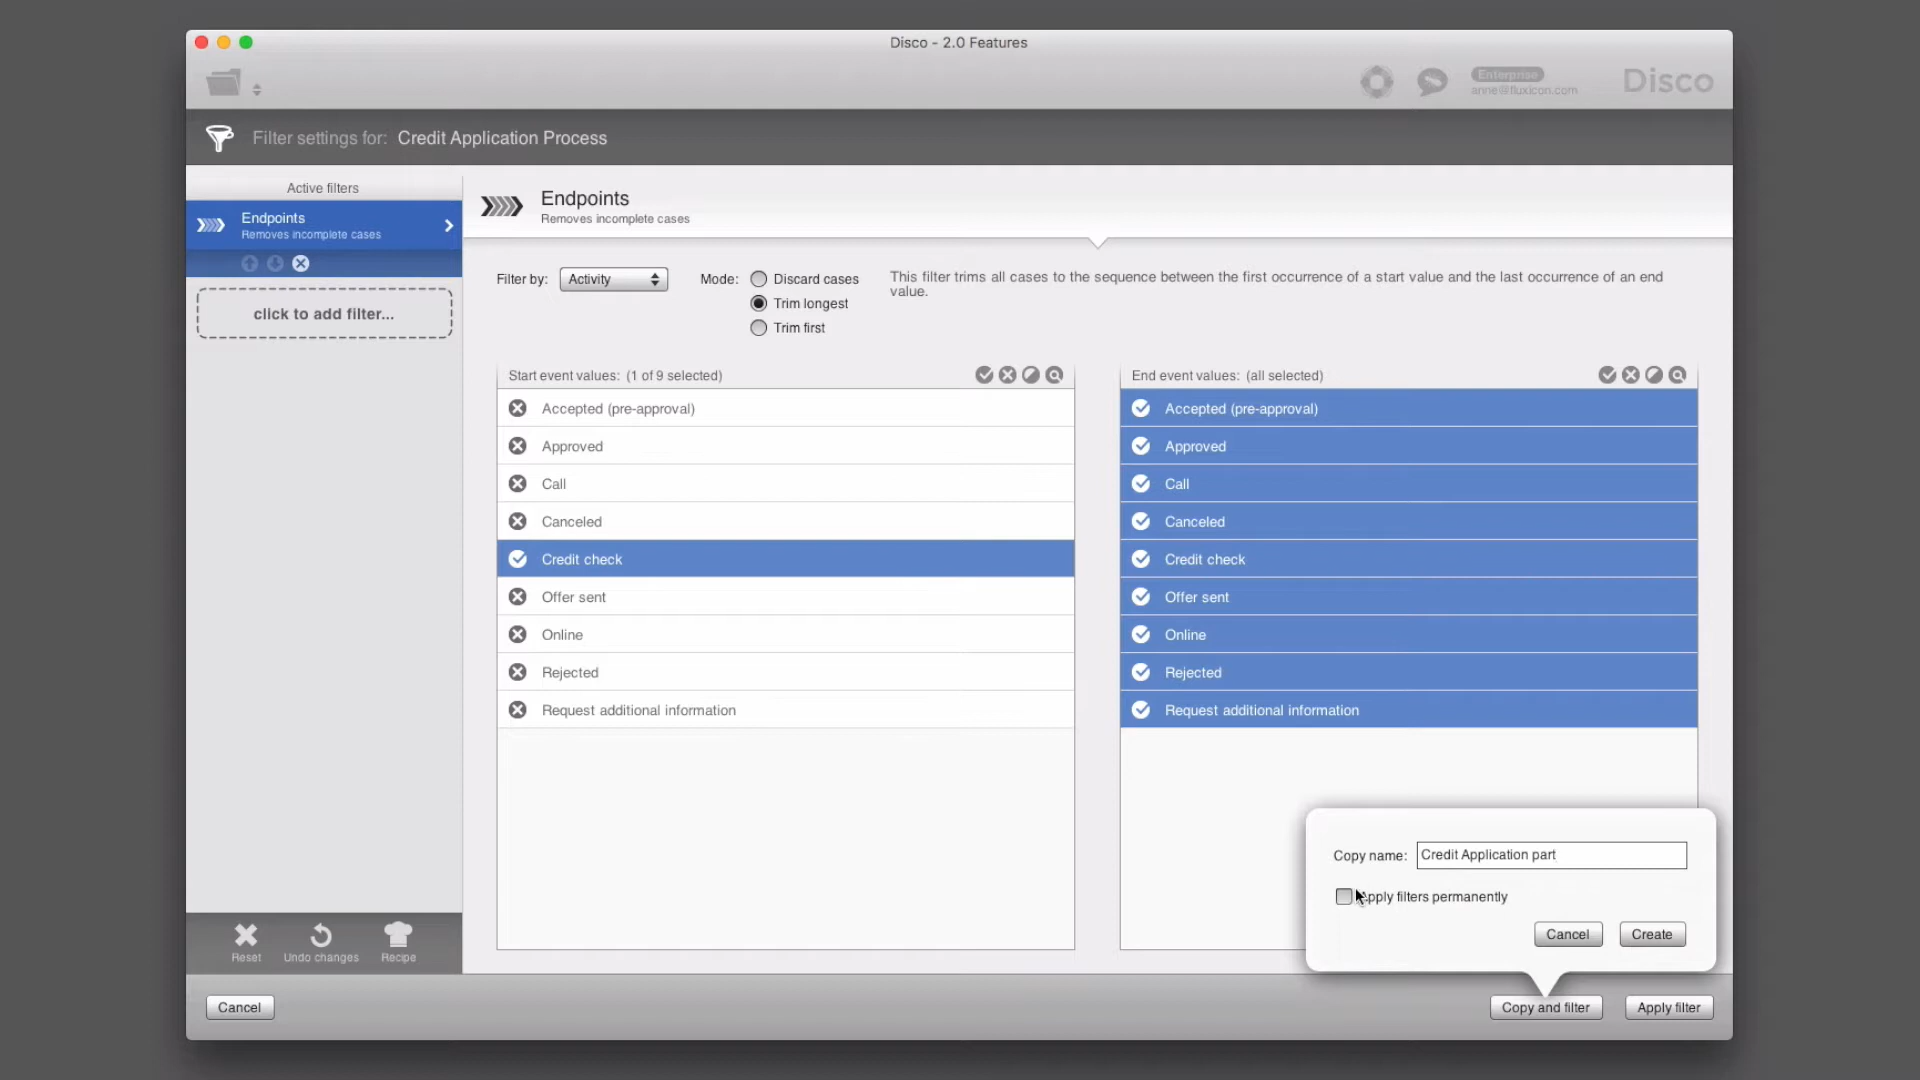 Disco - 2.0 Features
Enterprise
anne@fluxicon.com
Disco
Filter settings for: Credit Application Process
Active filters
Endpoints
Removes incomplete cases
click to add filter...
Endpoints
Removes incomplete cases
Filter by: Activity
Mode: Discard cases
Trim longest
Trim first
This filter trims all cases to the sequence between the first occurrence of a start value and the last occurrence of an end
value.
Start event values: (1 of 9 selected)
Accepted (pre-approval)
Approved
Call
Canceled
Credit check
Offer sent
Online
Rejected
Request additional information
End event values: (all selected)
Accepted (pre-approval)
Approved
Call
Canceled
Credit check
Offer sent
Online
Rejected
Request additional information
Copy name: Credit Application part
Apply filters permanently
Cancel Create
Reset Undo changes Recipe
Cancel Copy and filter Apply filter